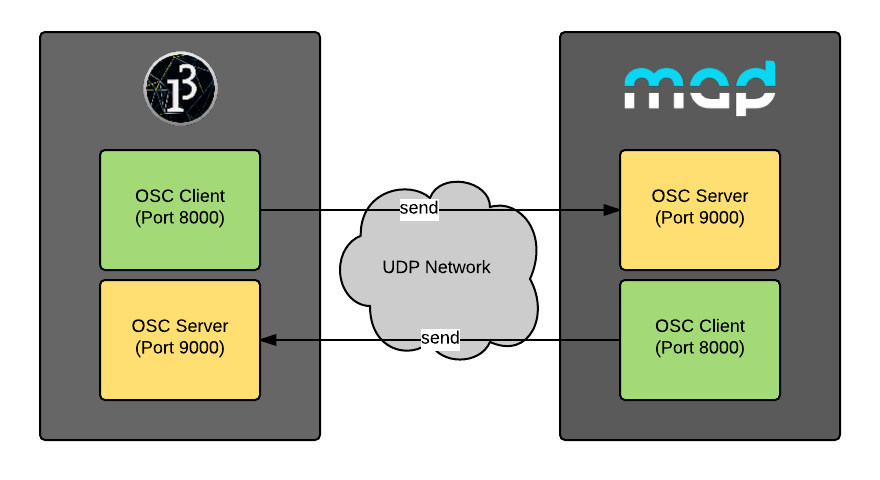 13
map
OSC Client
(Port 8000)
OSC Server
(Port 9000)
send
UDP Network
OSC Server
(Port 9000)
OSC Client
(Port 8000)
send